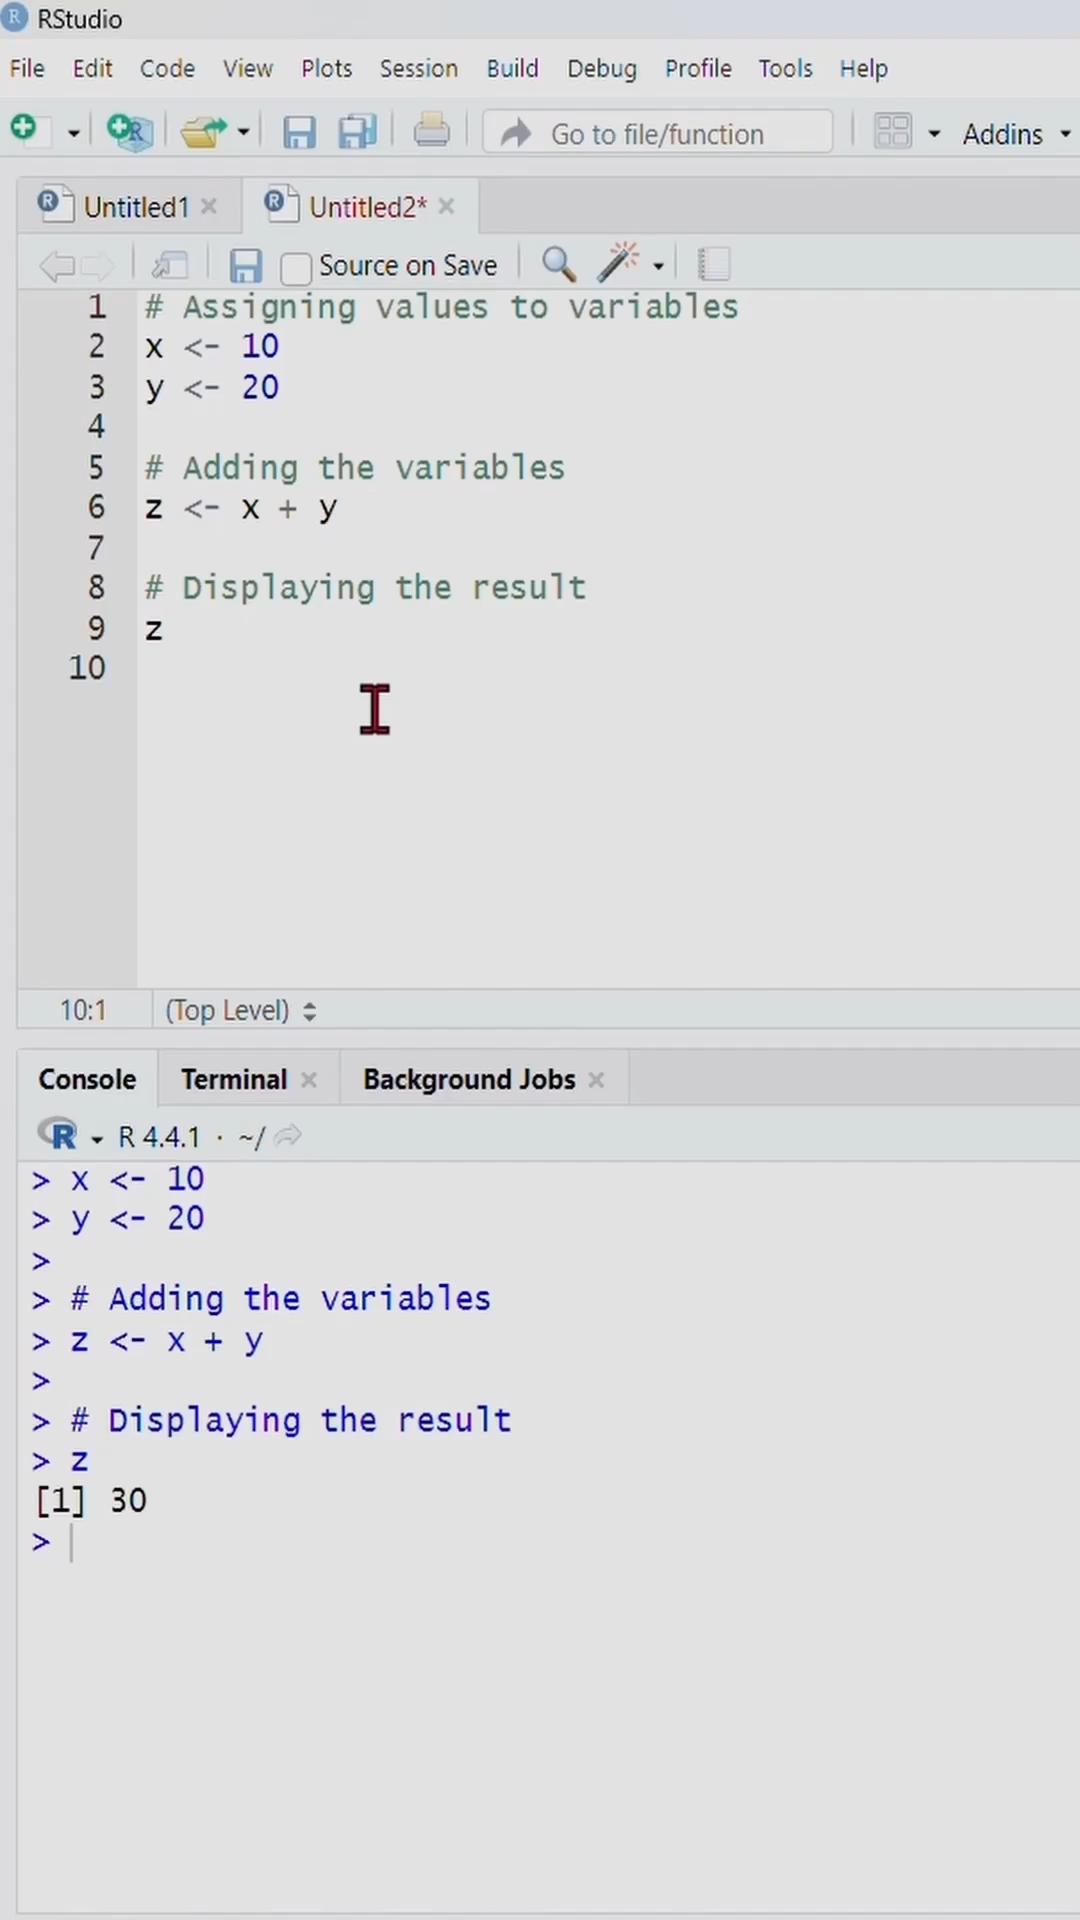 RStudio
File Edit Code View Plots Session Build Debug Profile Tools Help
Go to file/function Addins
Untitled1 Untitled2*
Source on Save
1 # Assigning values to variables
2 x <- 10
3 y <- 20
4
5 # Adding the variables
6 z <- x + y
7
8 # Displaying the result
9 z
10
10:1 (Top Level)
Console Terminal Background Jobs
R 4.4.1 · ~/
> x <- 10
> y <- 20
>
> # Adding the variables
> z <- x + y
>
> # Displaying the result
> z
[1] 30
>